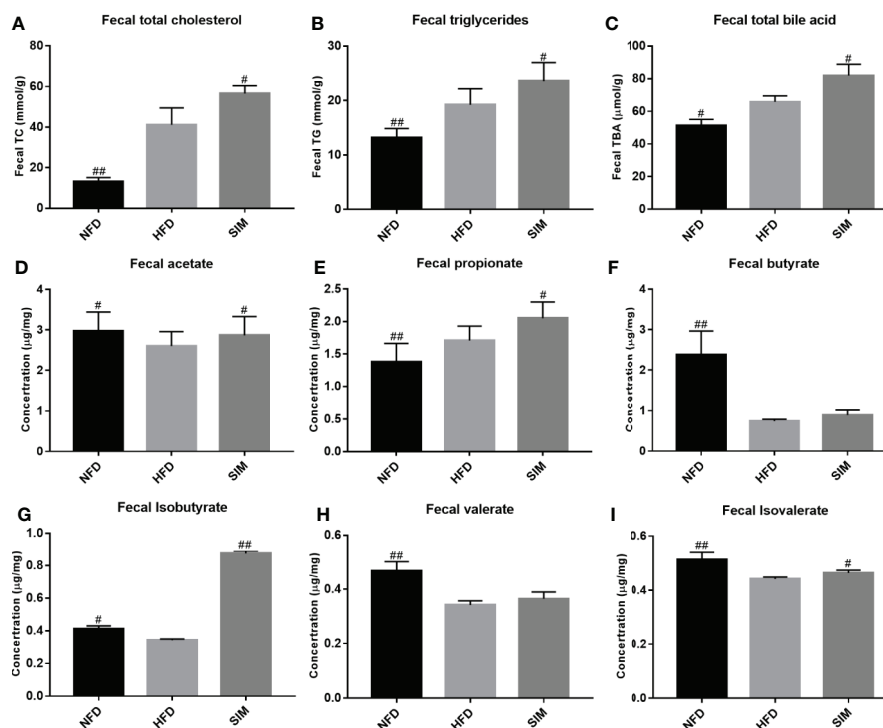 A Fecal total cholesterol
Fecal TC (mmol/g)
80
60
40
20
0
##
#
NFD
HFD
SIM
B Fecal triglycerides
Fecal TG (mmol/g)
30
20
10
0
##
#
NFD
HFD
SIM
C Fecal total bile acid
Fecal TBA (μmol/g)
100
80
60
40
20
0
#
#
NFD
HFD
SIM
D Fecal acetate
Concertration (μg/mg)
4
3
2
1
0
#
#
NFD
HFD
SIM
E Fecal propionate
Concertration (μg/mg)
2.5
2.0
1.5
1.0
0.5
0.0
##
#
NFD
HFD
SIM
F Fecal butyrate
Concertration (μg/mg)
4
3
2
1
0
##
NFD
HFD
SIM
G Fecal Isobutyrate
Concertration (μg/mg)
1.0
0.8
0.6
0.4
0.2
0.0
#
##
NFD
HFD
SIM
H Fecal valerate
Concertration (μg/mg)
0.6
0.4
0.2
0.0
##
NFD
HFD
SIM
I Fecal Isovalerate
Concertration (μg/mg)
0.6
0.4
0.2
0.0
##
#
NFD
HFD
SIM